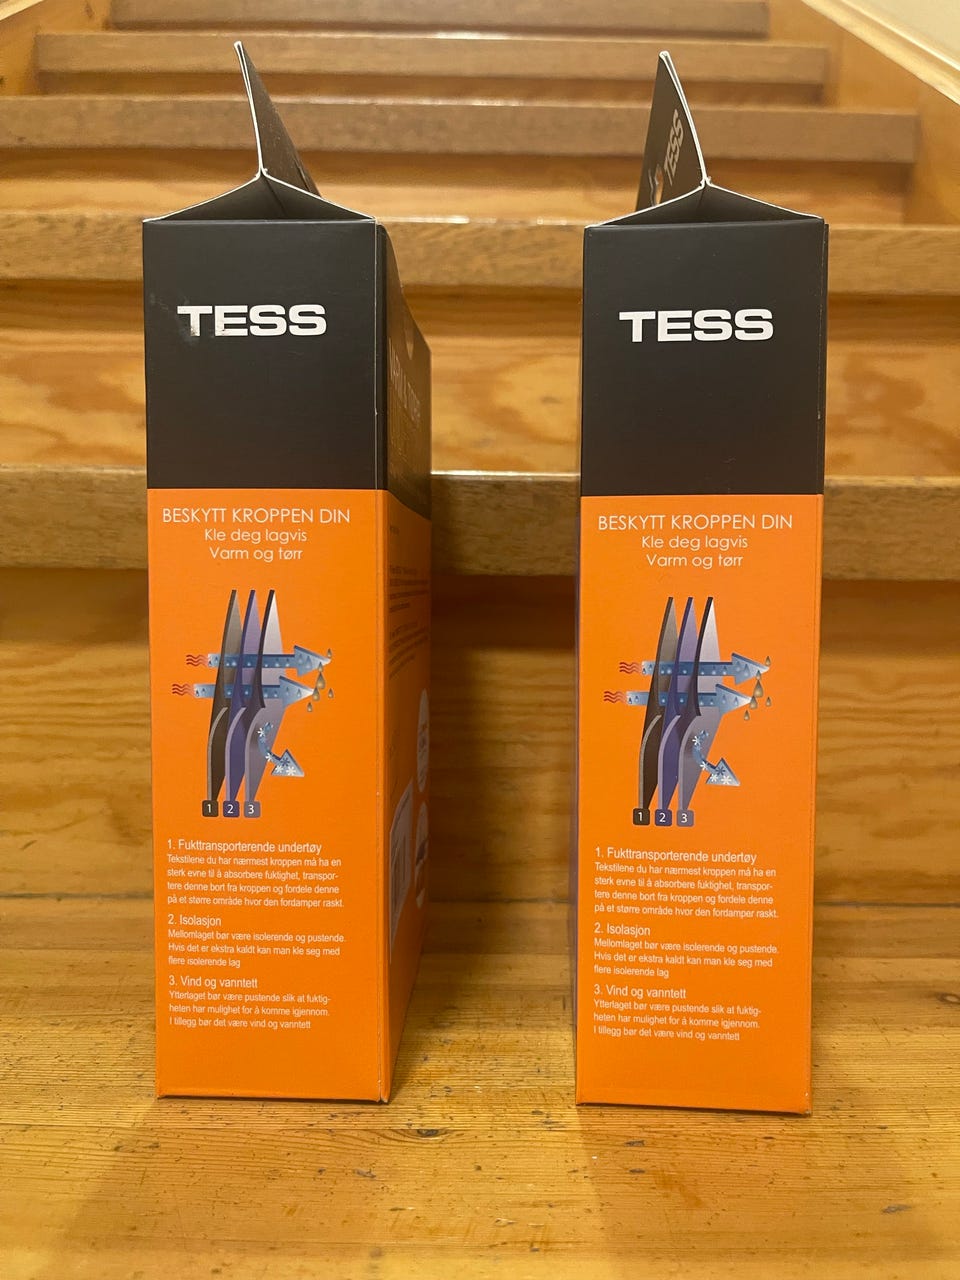 TESS
BESKYTT KROPPEN DIN
Kle deg lagvis
Varm og tørr
1 2 3
1. Fukttransporterende undertøy
Tekstilene du har nærmest kroppen må ha en
sterk evne til å absorbere fuktighet, transpor-
tere denne bort fra kroppen og fordele denne
på et større område hvor den fordamper raskt.
2. Isolasjon
Mellomlaget bør være isolerende og pustende.
Hvis det er ekstra kaldt kan man kle seg med
flere isolerende lag
3. Vind og vanntett
Ytterlaget bør være pustende slik at fuktig-
heten har mulighet for å komme igjennom.
I tillegg bør det være vind og vanntett
TESS
TESS
BESKYTT KROPPEN DIN
Kle deg lagvis
Varm og tørr
1 2 3
1. Fukttransporterende undertøy
Tekstilene du har nærmest kroppen må ha en
sterk evne til å absorbere fuktighet, transpor-
tere denne bort fra kroppen og fordele denne
på et større område hvor den fordamper raskt.
2. Isolasjon
Mellomlaget bør være isolerende og pustende.
Hvis det er ekstra kaldt kan man kle seg med
flere isolerende lag
3. Vind og vanntett
Ytterlaget bør være pustende slik at fuktig-
heten har mulighet for å komme igjennom.
I tillegg bør det være vind og vanntett